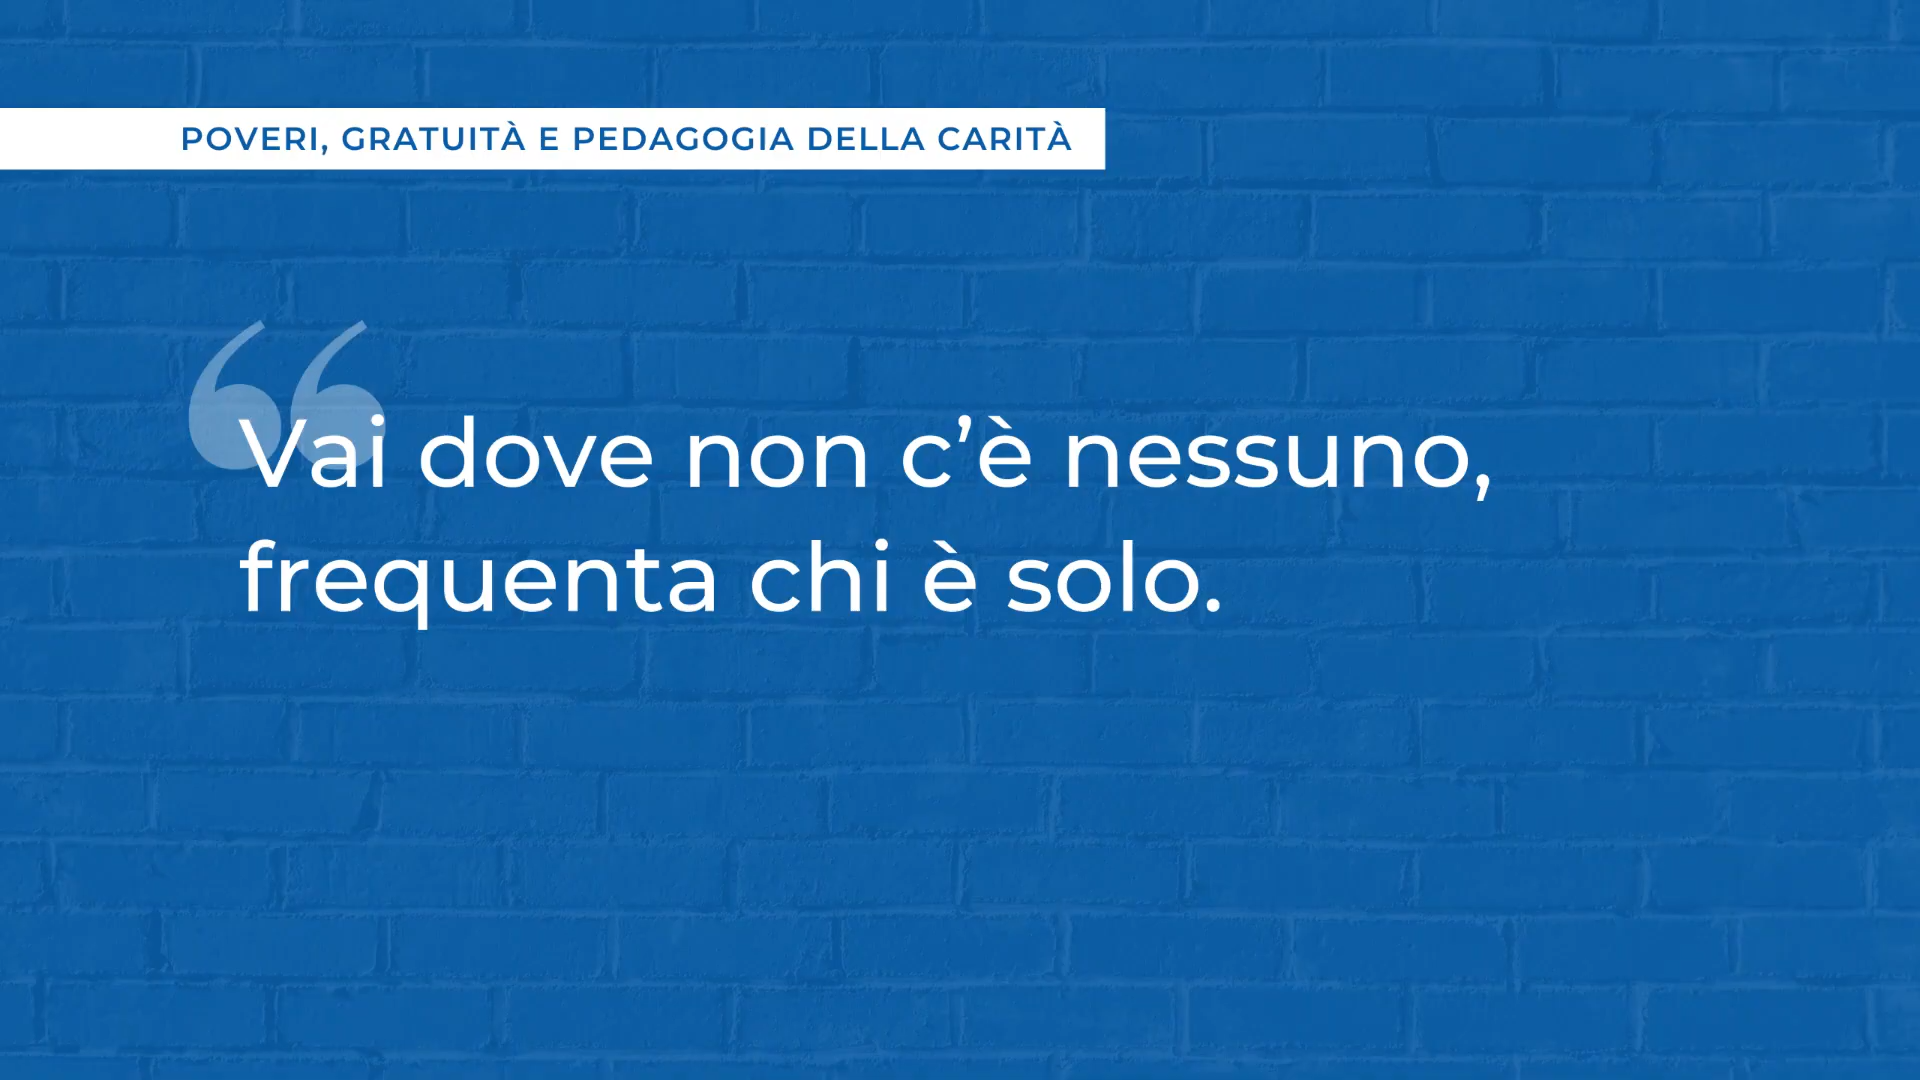 POVERI, GRATUITÀ E PEDAGOGIA DELLA CARITÀ
“
Vai dove non c’è nessuno,
frequenta chi è solo.